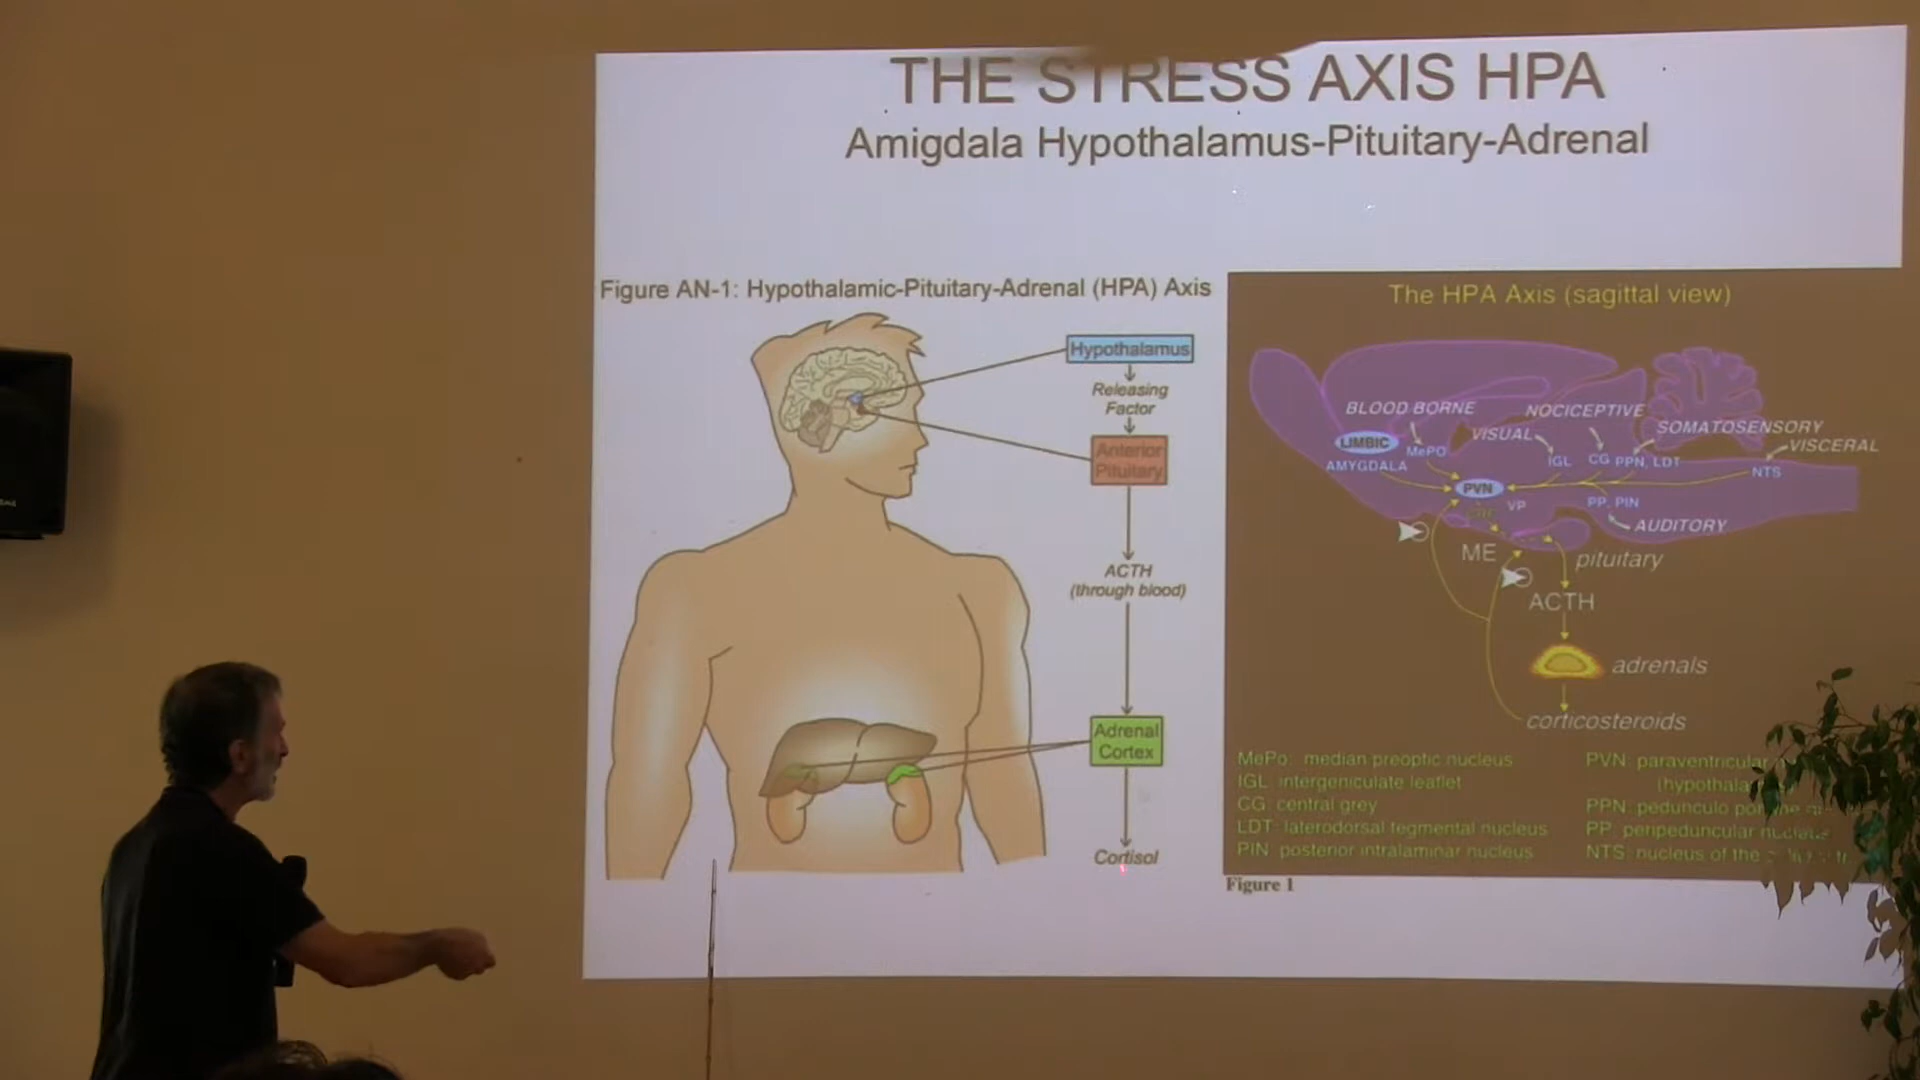 THE STRESS AXIS HPA
Amigdala Hypothalamus-Pituitary-Adrenal
Figure AN-1: Hypothalamic-Pituitary-Adrenal (HPA) Axis
Hypothalamus
Releasing
Factor
Anterior
Pituitary
ACTH
(through blood)
Adrenal
Cortex
Cortisol
The HPA Axis (sagittal view)
BLOOD BORNE
NOCICEPTIVE
VISUAL
SOMATOSENSORY
VISCERAL
LIMBIC
MePO
IGL
CG
PPN, LDT
AMYGDALA
NTS
PVN
VP
PP, PIN
AUDITORY
ME
pituitary
ACTH
adrenals
corticosteroids
MePo: median preoptic nucleus
IGL: intergeniculate leaflet
CG: central grey
LDT: laterodorsal tegmental nucleus
PIN: posterior intralaminar nucleus
PVN: paraventricular
PPN: pedunculo
PP: peripeduncular
NTS: nucleus of the
Figure 1